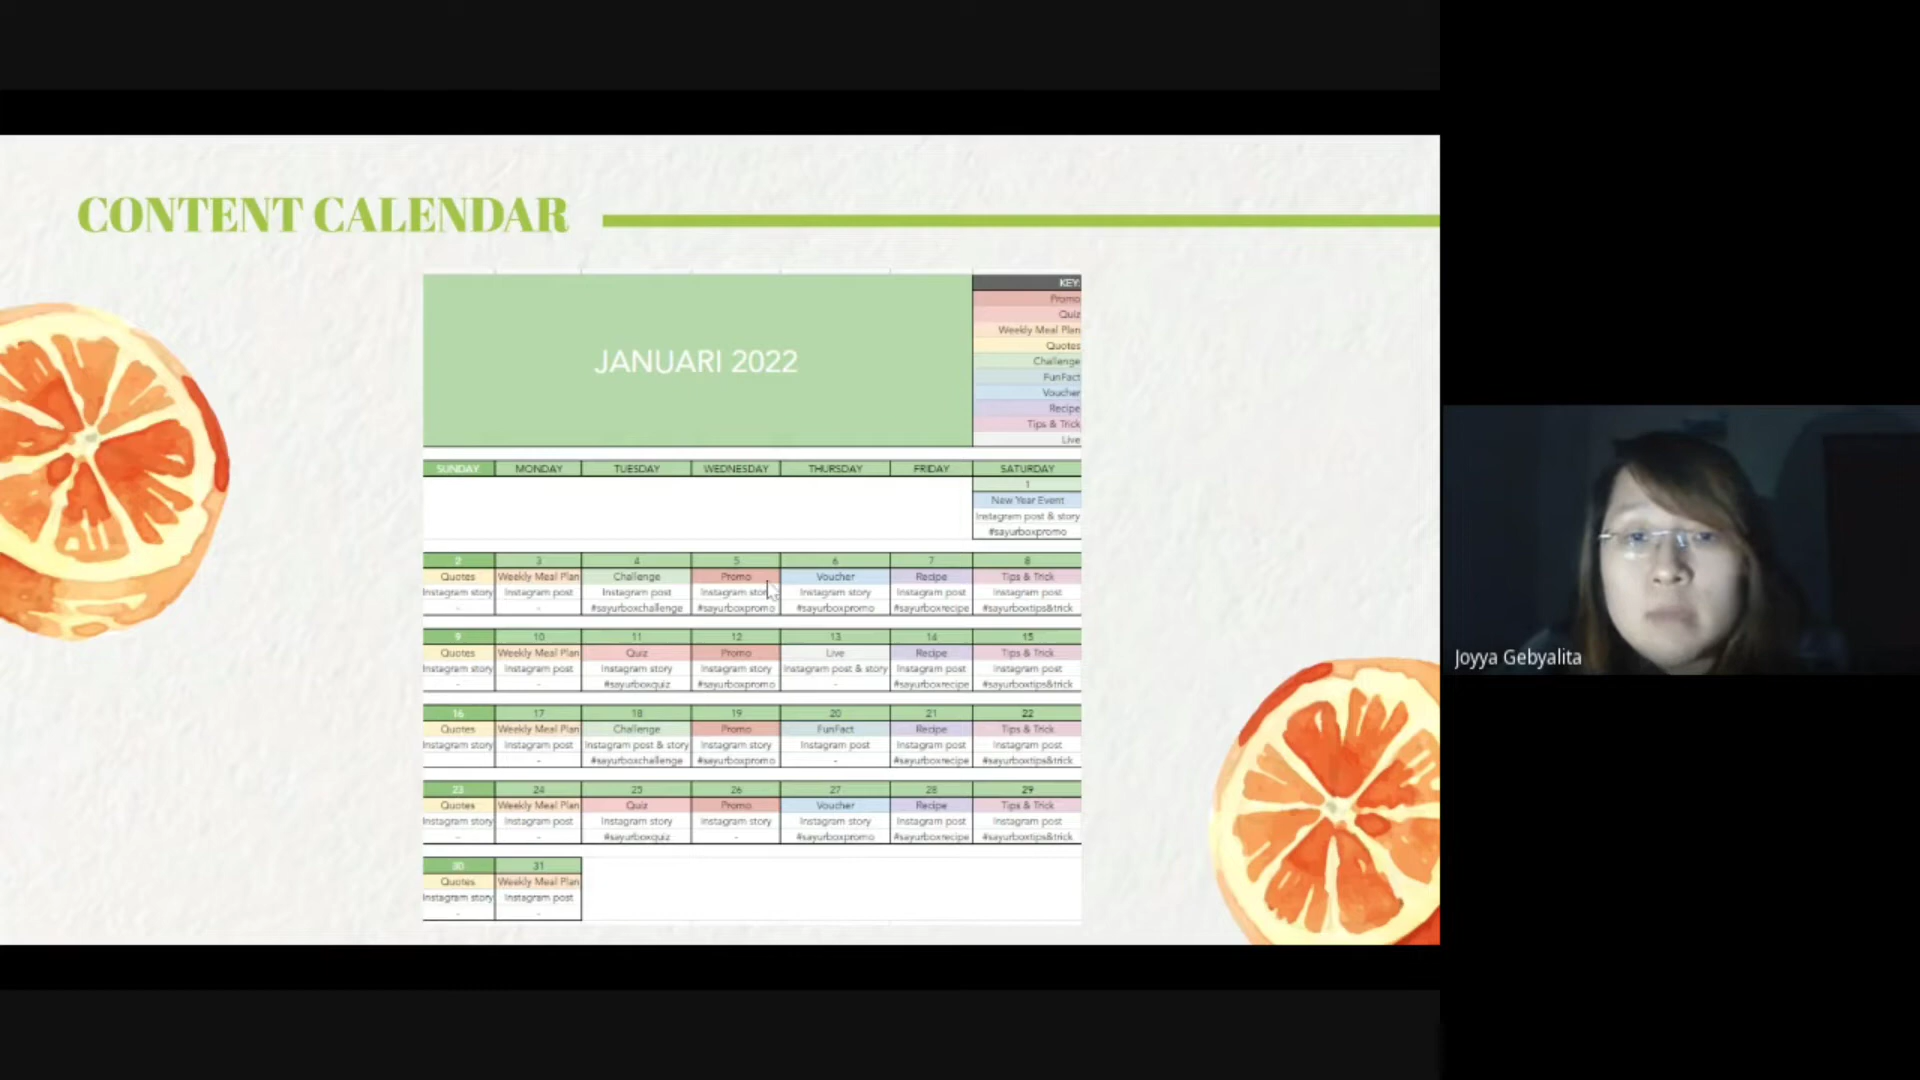 CONTENT CALENDAR
JANUARI 2022
KEY:
Promo
Quiz
Weekly Meal Plan
Quotes
Challenge
FunFact
Voucher
Recipe
Tips & Trick
Live
SUNDAY MONDAY TUESDAY WEDNESDAY THURSDAY FRIDAY SATURDAY
1
New Year Event
Instagram post & story
#sayurboxpromo
2 3 4 5 6 7 8
Quotes Weekly Meal Plan Challenge Promo Voucher Recipe Tips & Trick
Instagram story Instagram post Instagram post Instagram story Instagram story Instagram post Instagram post
- - #sayurboxchallenge #sayurboxpromo #sayurboxpromo #sayurboxrecipe #sayurboxtips&trick
9 10 11 12 13 14 15
Quotes Weekly Meal Plan Quiz Promo Live Recipe Tips & Trick
Instagram story Instagram post Instagram story Instagram story Instagram post & story Instagram post Instagram post
- - #sayurboxquiz #sayurboxpromo - #sayurboxrecipe #sayurboxtips&trick
16 17 18 19 20 21 22
Quotes Weekly Meal Plan Challenge Promo FunFact Recipe Tips & Trick
Instagram story Instagram post Instagram post & story Instagram story Instagram post Instagram post Instagram post
- - #sayurboxchallenge #sayurboxpromo - #sayurboxrecipe #sayurboxtips&trick
23 24 25 26 27 28 29
Quotes Weekly Meal Plan Quiz Promo Voucher Recipe Tips & Trick
Instagram story Instagram post Instagram story Instagram story Instagram story Instagram post Instagram post
- - #sayurboxquiz - #sayurboxpromo #sayurboxrecipe #sayurboxtips&trick
30 31
Quotes Weekly Meal Plan
Instagram story Instagram post
- -
Joyya Gebyalita